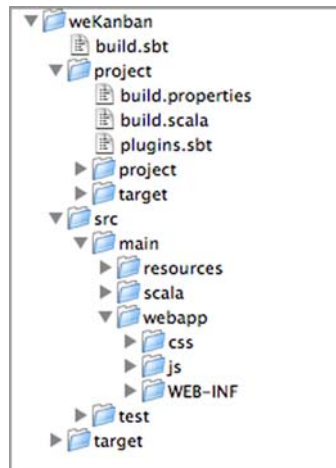 weKanban
build.sbt
project
build.properties
build.scala
plugins.sbt
project
target
src
main
resources
scala
webapp
css
js
WEB-INF
test
target